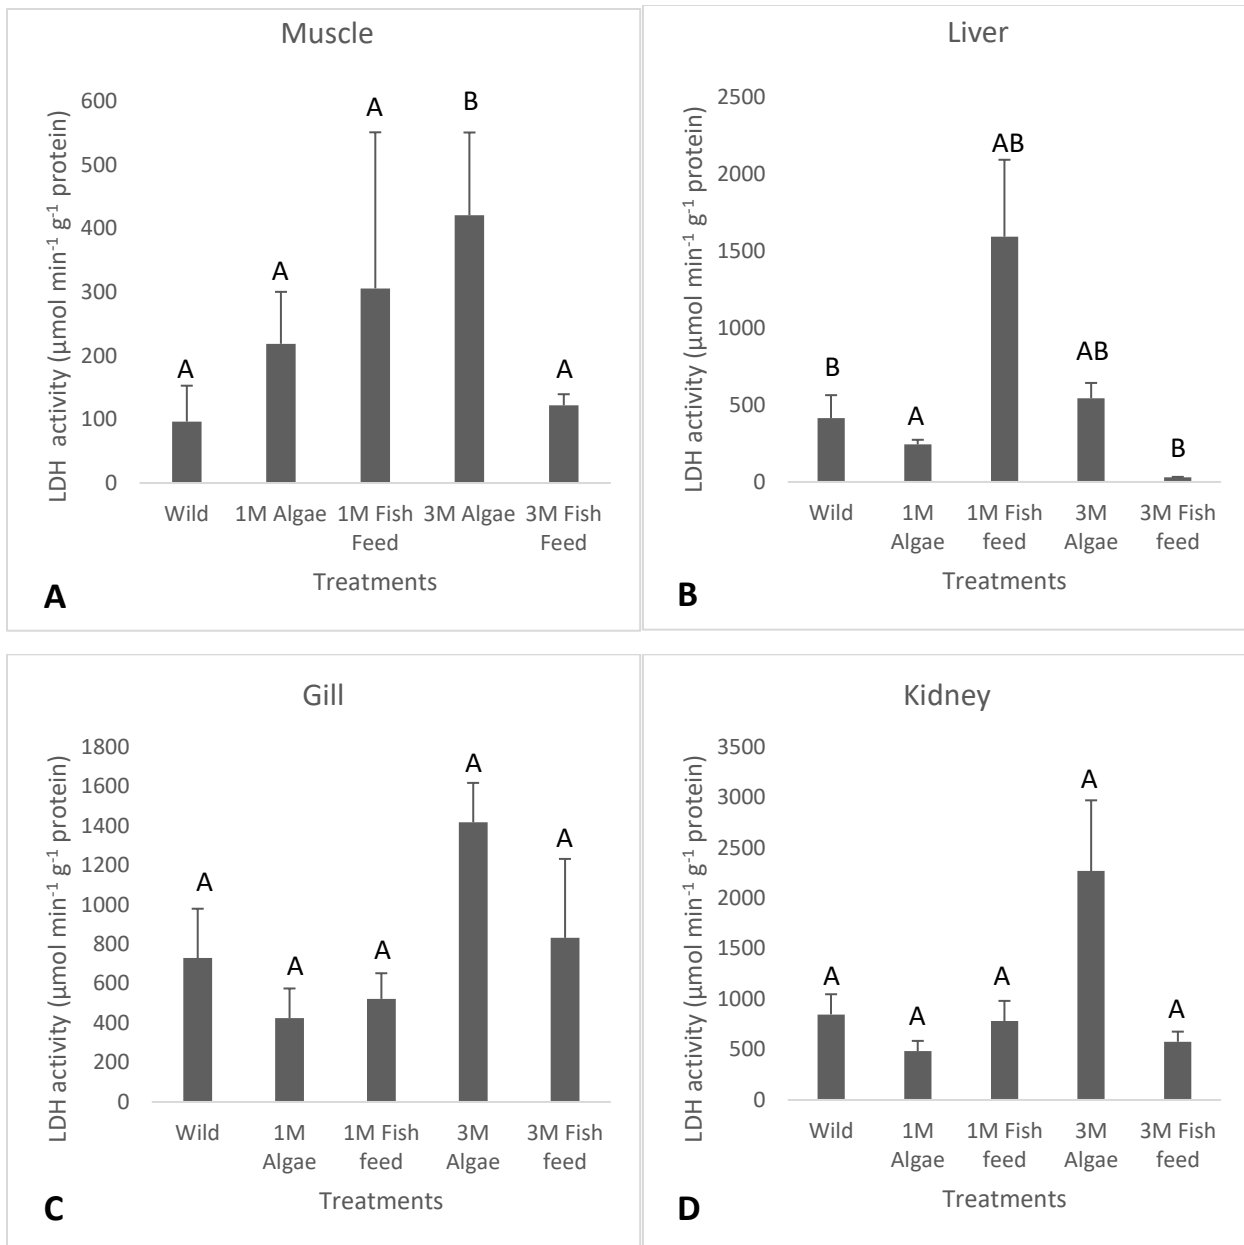 Muscle
LDH activity (µmol min⁻¹ g⁻¹ protein)
600
500
400
300
200
100
0
A
A
A
B
A
Wild 1M Algae 1M Fish 3M Algae 3M Fish
Feed Feed
Treatments
A
Liver
LDH activity (µmol min⁻¹ g⁻¹ protein)
2500
2000
1500
1000
500
0
B
A
AB
AB
B
Wild 1M 1M Fish 3M 3M Fish
Algae feed Algae feed
Treatments
B
Gill
LDH activity (µmol min⁻¹ g⁻¹ protein)
1800
1600
1400
1200
1000
800
600
400
200
0
A
A
A
A
A
Wild 1M 1M Fish 3M 3M Fish
Algae feed Algae feed
Treatments
C
Kidney
LDH activity (µmol min⁻¹ g⁻¹ protein)
3500
3000
2500
2000
1500
1000
500
0
A
A
A
A
A
Wild 1M 1M Fish 3M 3M Fish
Algae feed Algae feed
Treatments
D